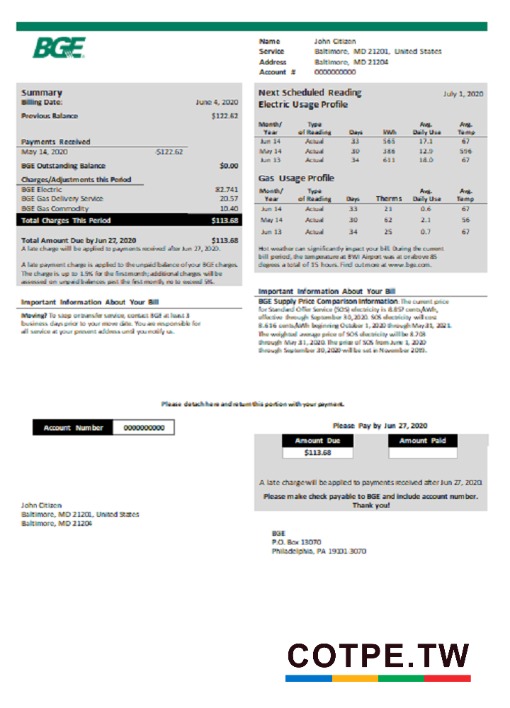 BGE
Name John Citizen
Service Baltimore, MD 21201, United States
Address Baltimore, MD 21204
Account # 0000000000
Summary
Billing Date: June 4, 2020
Previous Balance $122.62
Payments Received
May 14, 2020 -$122.62
BGE Outstanding Balance $0.00
Charges/Adjustments this Period
BGE Electric 82.741
BGE Gas Delivery Service 20.57
BGE Gas Commodity 10.40
Total Charges This Period $113.68
Total Amount Due by Jun 27, 2020 $113.68
A late charge will be applied to payments received after Jun 27, 2020.
A late payment charge is applied to the unpaid balance of your BGE charges.
The charge is up to 1.5% for the first month; additional charges will be
assessed on unpaid balances past the first month, no to exceed 5%.
Important Information About Your Bill
Moving? To stop or transfer service, contact BGE at least 3
business days prior to your move date. You are responsible for
all service at your present address until you notify us.
Next Scheduled Reading July 1, 2020
Electric Usage Profile
Month/ Type Avg. Avg.
Year of Reading Days kWh Daily Use Temp
Jun 14 Actual 33 565 17.1 67
May 14 Actual 30 388 12.9 596
Jun 13 Actual 34 611 18.0 67
Gas Usage Profile
Month/ Type Avg. Avg.
Year of Reading Days Therms Daily Use Temp
Jun 14 Actual 33 21 0.6 67
May 14 Actual 30 62 2.1 56
Jun 13 Actual 34 25 0.7 67
Hot weather can significantly impact your bill. During the current
bill period, the temperature at BWI Airport was at or above 85
degrees a total of 15 hours. Find out more at www.bge.com.
Important Information About Your Bill
BGE Supply Price Comparison Information: The current price
for Standard Offer Service (SOS) electricity is 8.857 cents/kWh,
effective through September 30, 2020. SOS electricity will cost
8.616 cents/kWh beginning October 1, 2020 through May 31, 2021.
The weighted average price of SOS electricity will be 8.703
through May 31, 2020. The price of SOS from June 1, 2020
through September 30, 2020 will be set in November
Please detach here and return this portion with your payment.
Account Number 0000000000
Please Pay by Jun 27, 2020
Amount Due Amount Paid
$113.68
A late charge will be applied to payments received after Jun 27, 2020.
Please make check payable to BGE and include account number.
Thank you!
John Citizen
Baltimore, MD 21201, United States
Baltimore, MD 21204
BGE
P.O. Box 13070
Philadelphia, PA 19101.3070
COTPE.TW